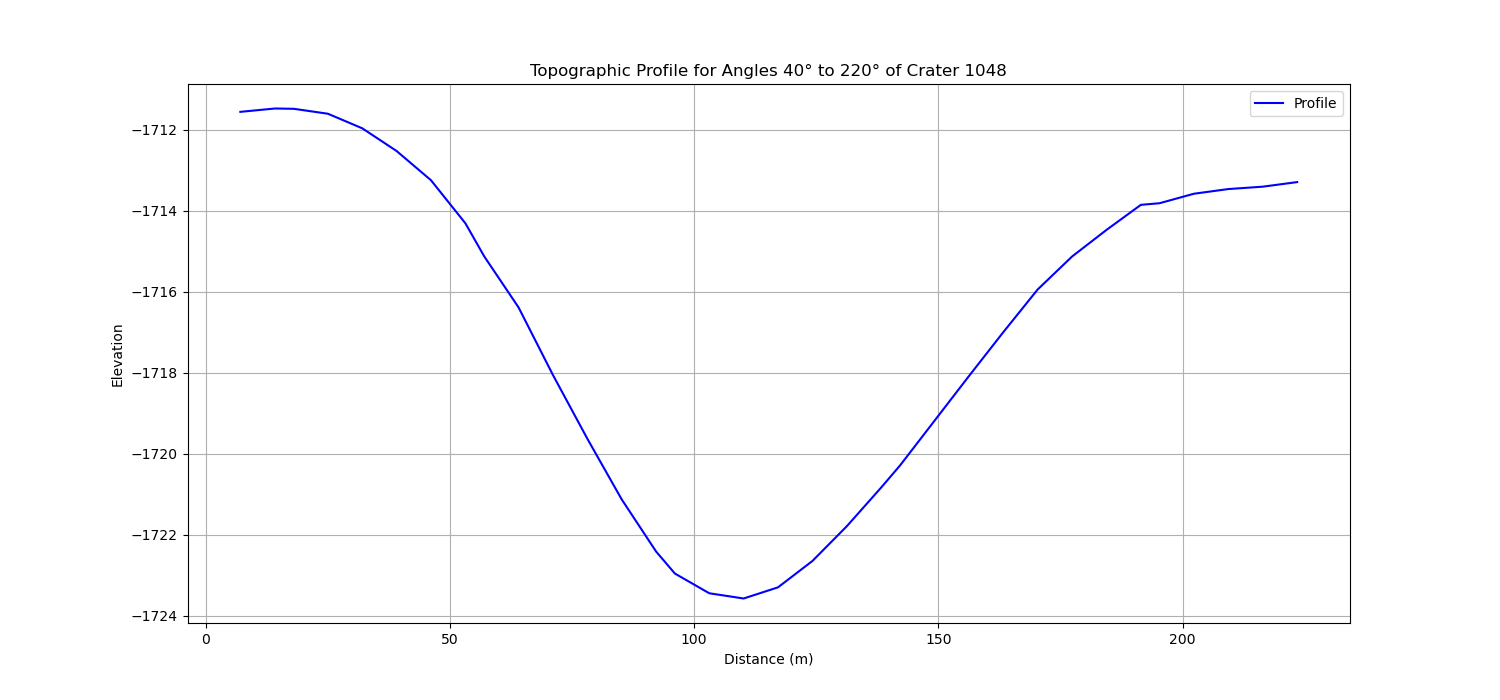 Topographic Profile for Angles 40° to 220° of Crater 1048
Profile
−1712
−1714
−1716
−1718
−1720
−1722
−1724
Elevation
0 50 100 150 200
Distance (m)